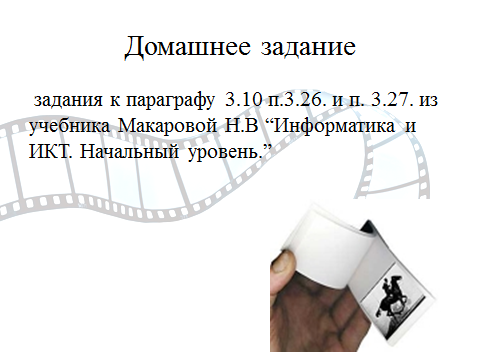 Домашнее задание
задания к параграфу 3.10 п.3.26. и п. 3.27. из
учебника Макаровой Н.В “Информатика и
ИКТ. Начальный уровень.”